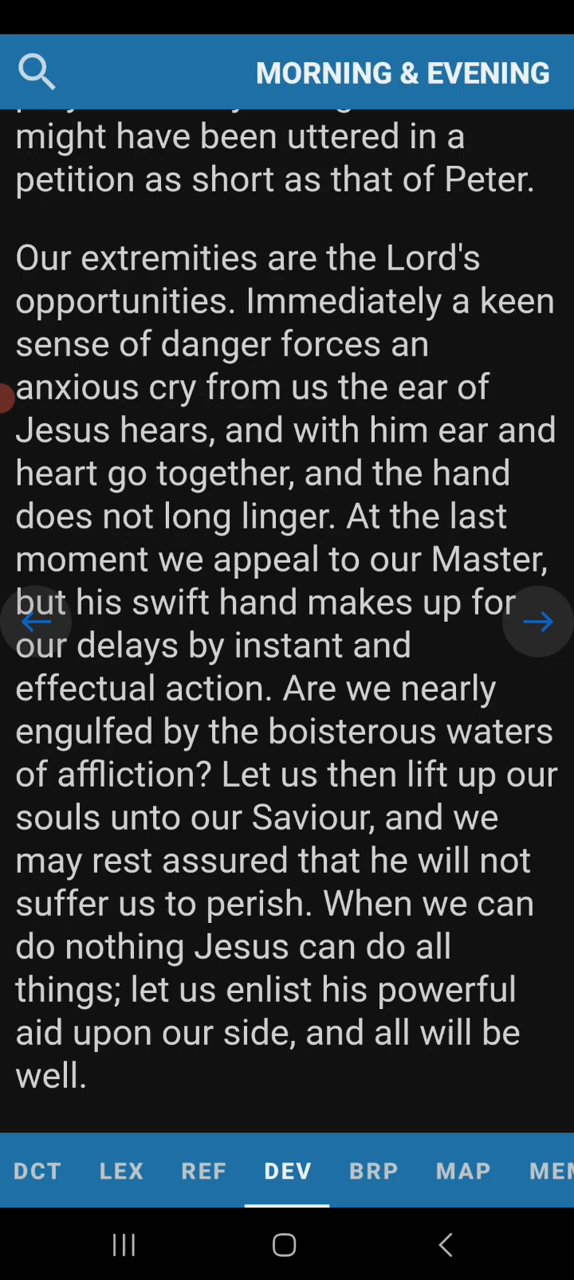 MORNING & EVENING
might have been uttered in a
petition as short as that of Peter.
Our extremities are the Lord's
opportunities. Immediately a keen
sense of danger forces an
anxious cry from us the ear of
Jesus hears, and with him ear and
heart go together, and the hand
does not long linger. At the last
moment we appeal to our Master,
but his swift hand makes up for
our delays by instant and
effectual action. Are we nearly
engulfed by the boisterous waters
of affliction? Let us then lift up our
souls unto our Saviour, and we
may rest assured that he will not
suffer us to perish. When we can
do nothing Jesus can do all
things; let us enlist his powerful
aid upon our side, and all will be
well.
DCT LEX REF DEV BRP MAP